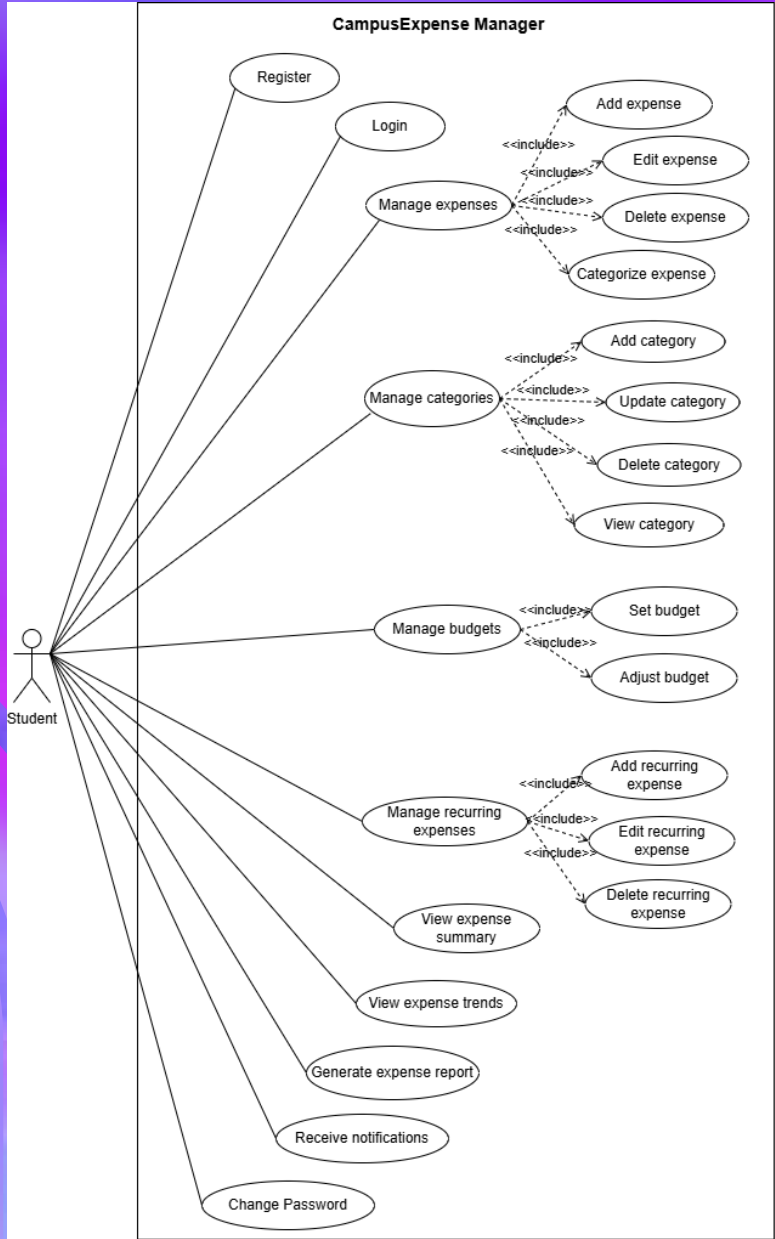 CampusExpense Manager
Register
Login
Manage expenses
<<include>>
Add expense
<<include>>
Edit expense
<<include>>
Delete expense
<<include>>
Categorize expense
Manage categories
<<include>>
Add category
<<include>>
Update category
<<include>>
Delete category
<<include>>
View category
Manage budgets
<<include>>
Set budget
<<include>>
Adjust budget
Student
Manage recurring
expenses
<<include>>
Add recurring
expense
<<include>>
Edit recurring
expense
<<include>>
Delete recurring
expense
View expense
summary
View expense trends
Generate expense report
Receive notifications
Change Password